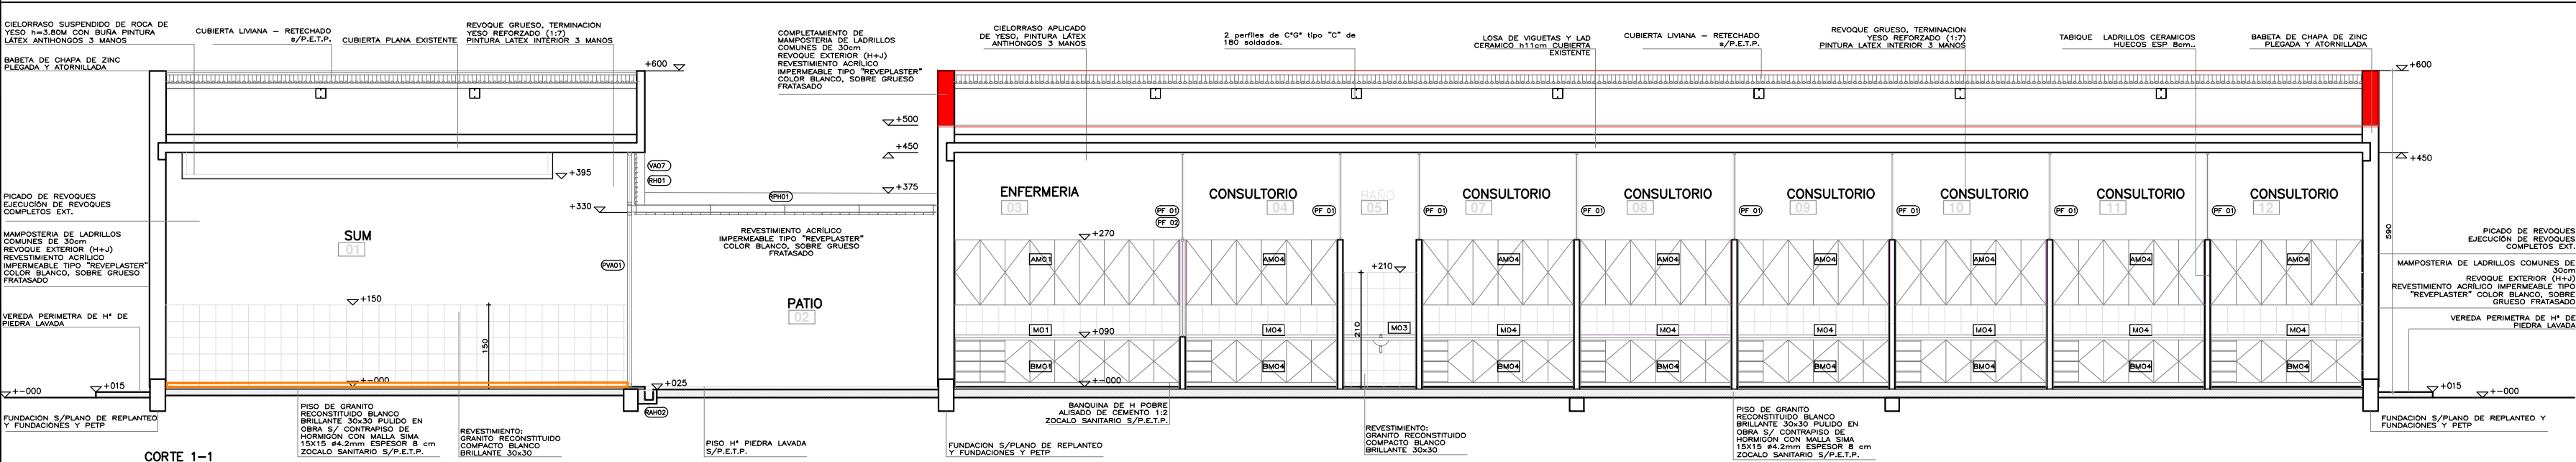 CIELORRASO SUSPENDIDO DE ROCA DE
YESO h=3.80M CON BUÑA PINTURA
LÁTEX ANTIHONGOS 3 MANOS
BABETA DE CHAPA DE ZINC
PLEGADA Y ATORNILLADA
CUBIERTA LIVIANA - RETECHADO
s/P.E.T.P.
CUBIERTA PLANA EXISTENTE
REVOQUE GRUESO, TERMINACION
YESO REFORZADO (1:7)
PINTURA LATEX INTERIOR 3 MANOS
COMPLETAMIENTO DE
MAMPOSTERIA DE LADRILLOS
COMUNES DE 30cm
REVOQUE EXTERIOR (H+J)
REVESTIMIENTO ACRÍLICO
IMPERMEABLE TIPO "REVEPLASTER"
COLOR BLANCO, SOBRE GRUESO
FRATASADO
CIELORRASO APLICADO
DE YESO, PINTURA LÁTEX
ANTIHONGOS 3 MANOS
2 perfiles de C°G° tipo "C" de
180 soldados.
LOSA DE VIGUETAS Y LAD
CERAMICO h11cm CUBIERTA
EXISTENTE
CUBIERTA LIVIANA - RETECHADO
s/P.E.T.P.
REVOQUE GRUESO, TERMINACION
YESO REFORZADO (1:7)
PINTURA LATEX INTERIOR 3 MANOS
TABIQUE LADRILLOS CERAMICOS
HUECOS ESP 8cm..
BABETA DE CHAPA DE ZINC
PLEGADA Y ATORNILLADA
+600
+600
+500
+450
+450
+395
+375
+330
VA07
RH01
RPH01
PVA01
PICADO DE REVOQUES
EJECUCIÓN DE REVOQUES
COMPLETOS EXT.
MAMPOSTERIA DE LADRILLOS
COMUNES DE 30cm
REVOQUE EXTERIOR (H+J)
REVESTIMIENTO ACRÍLICO
IMPERMEABLE TIPO "REVEPLASTER"
COLOR BLANCO, SOBRE GRUESO
FRATASADO
VEREDA PERIMETRA DE H° DE
PIEDRA LAVADA
SUM
01
+150
150
REVESTIMIENTO ACRÍLICO
IMPERMEABLE TIPO "REVEPLASTER"
COLOR BLANCO, SOBRE GRUESO
FRATASADO
PATIO
02
ENFERMERIA
03
CONSULTORIO
04
BAÑO
05
CONSULTORIO
07
CONSULTORIO
08
CONSULTORIO
09
CONSULTORIO
10
CONSULTORIO
11
CONSULTORIO
12
PF 01
PF 02
PF 01
PF 01
PF 01
PF 01
PF 01
PF 01
PF 01
+270
+210
210
590
AM01
AM04
AM04
AM04
AM04
AM04
AM04
AM04
M01
+090
M04
M03
M04
M04
M04
M04
M04
M04
BM01
BM04
BM04
BM04
BM04
BM04
BM04
BM04
PICADO DE REVOQUES
EJECUCIÓN DE REVOQUES
COMPLETOS EXT.
MAMPOSTERIA DE LADRILLOS COMUNES DE
30cm
REVOQUE EXTERIOR (H+J)
REVESTIMIENTO ACRÍLICO IMPERMEABLE TIPO
"REVEPLASTER" COLOR BLANCO, SOBRE
GRUESO FRATASADO
VEREDA PERIMETRA DE H° DE
PIEDRA LAVADA
+-000
+015
+-000
+025
+-000
+015
+-000
RAH02
FUNDACION S/PLANO DE REPLANTEO
Y FUNDACIONES Y PETP
PISO DE GRANITO
RECONSTITUIDO BLANCO
BRILLANTE 30x30 PULIDO EN
OBRA S/ CONTRAPISO DE
HORMIGÓN CON MALLA SIMA
15X15 ø4.2mm ESPESOR 8 cm
ZOCALO SANITARIO S/P.E.T.P.
REVESTIMIENTO:
GRANITO RECONSTITUIDO
COMPACTO BLANCO
BRILLANTE 30x30
PISO H° PIEDRA LAVADA
S/P.E.T.P.
FUNDACION S/PLANO DE REPLANTEO
Y FUNDACIONES Y PETP
BANQUINA DE H POBRE
ALISADO DE CEMENTO 1:2
ZOCALO SANITARIO S/P.E.T.P.
REVESTIMIENTO:
GRANITO RECONSTITUIDO
COMPACTO BLANCO
BRILLANTE 30x30
PISO DE GRANITO
RECONSTITUIDO BLANCO
BRILLANTE 30x30 PULIDO EN
OBRA S/ CONTRAPISO DE
HORMIGÓN CON MALLA SIMA
15X15 ø4.2mm ESPESOR 8 cm
ZOCALO SANITARIO S/P.E.T.P.
FUNDACION S/PLANO DE REPLANTEO Y
FUNDACIONES Y PETP
CORTE 1-1